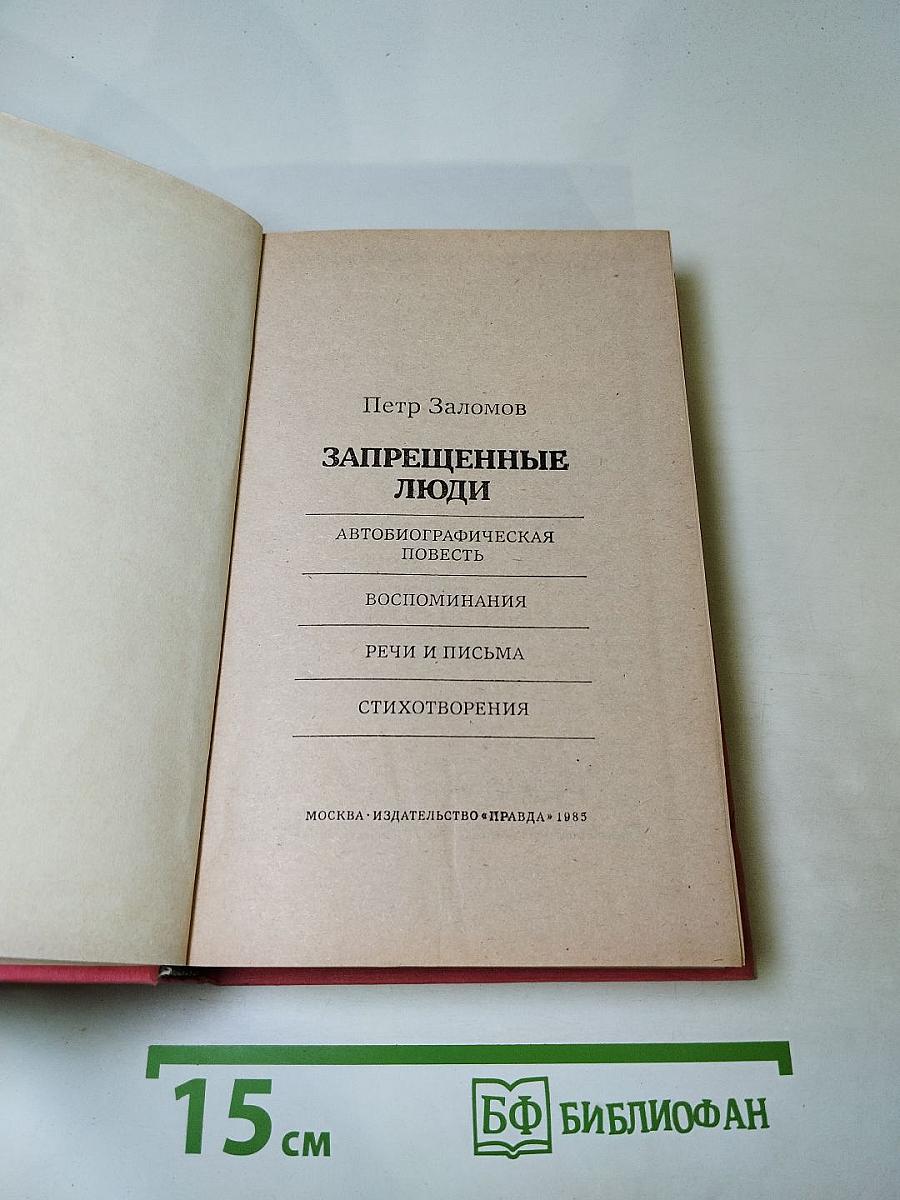 Петр Заломов
ЗАПРЕЩЕННЫЕ
ЛЮДИ
АВТОБИОГРАФИЧЕСКАЯ
ПОВЕСТЬ
ВОСПОМИНАНИЯ
РЕЧИ И ПИСЬМА
СТИХОТВОРЕНИЯ
МОСКВА · ИЗДАТЕЛЬСТВО «ПРАВДА» 1985
15 см
БФ БИБЛИОФАН